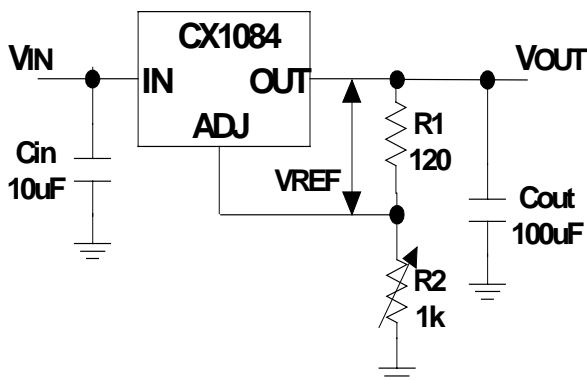 CX1084
VIN
IN
OUT
VOUT
ADJ
R1
120
Cin
10uF
VREF
Cout
100uF
R2
1k